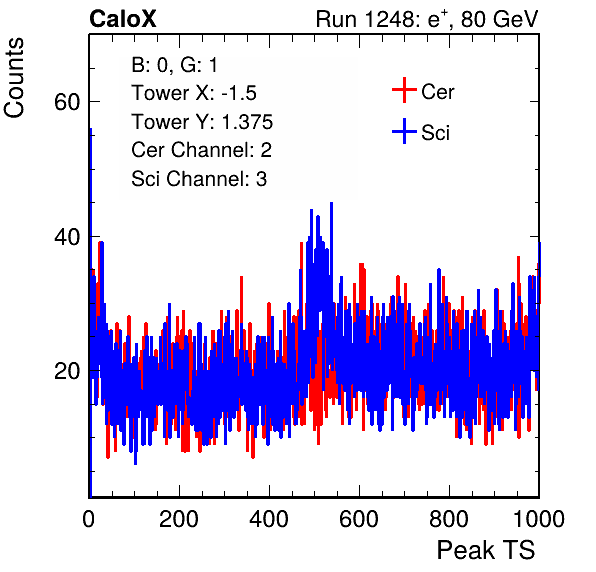 CaloX Run 1248: e⁺, 80 GeV
Counts
B: 0, G: 1
Tower X: -1.5
Tower Y: 1.375
Cer Channel: 2
Sci Channel: 3
Cer
Sci
60
40
20
0 200 400 600 800 1000
Peak TS